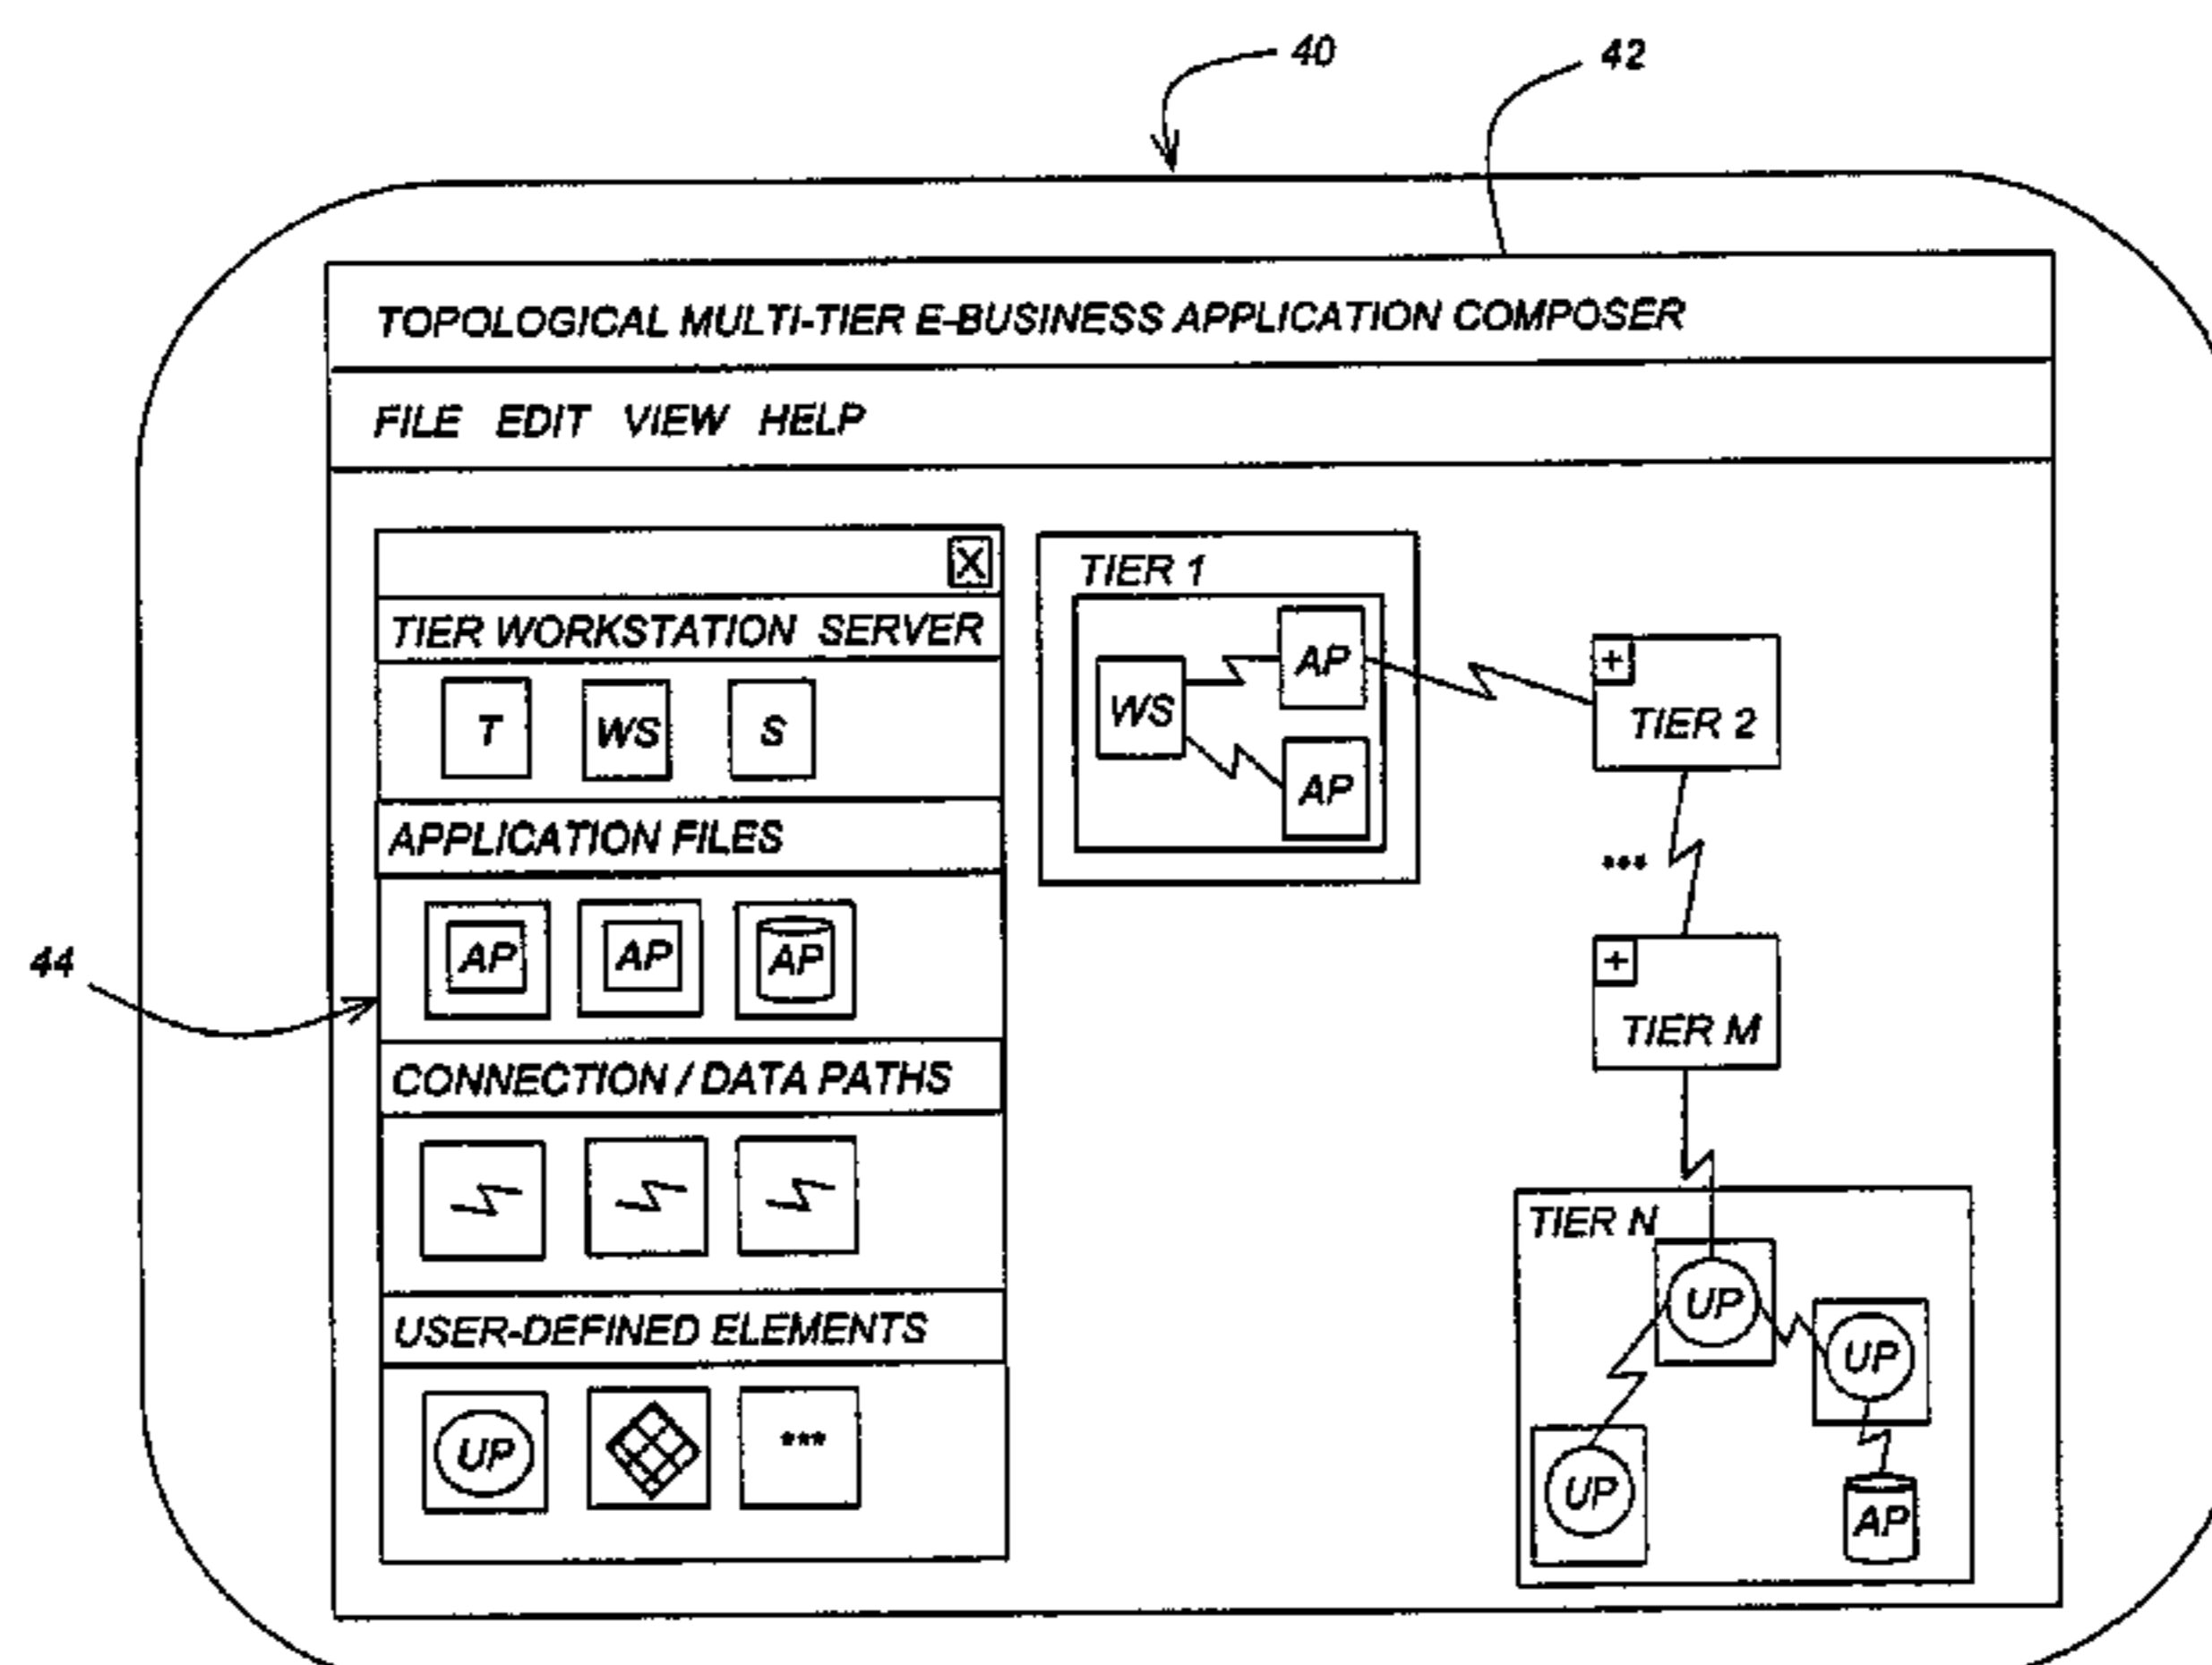 40
42
TOPOLOGICAL MULTI-TIER E-BUSINESS APPLICATION COMPOSER
FILE EDIT VIEW HELP
X
TIER WORKSTATION SERVER
T WS S
APPLICATION FILES
AP AP AP
44
CONNECTION / DATA PATHS
USER-DEFINED ELEMENTS
UP ***
TIER 1
WS AP
AP
+
TIER 2
***
+
TIER M
TIER N
UP
UP
UP
AP